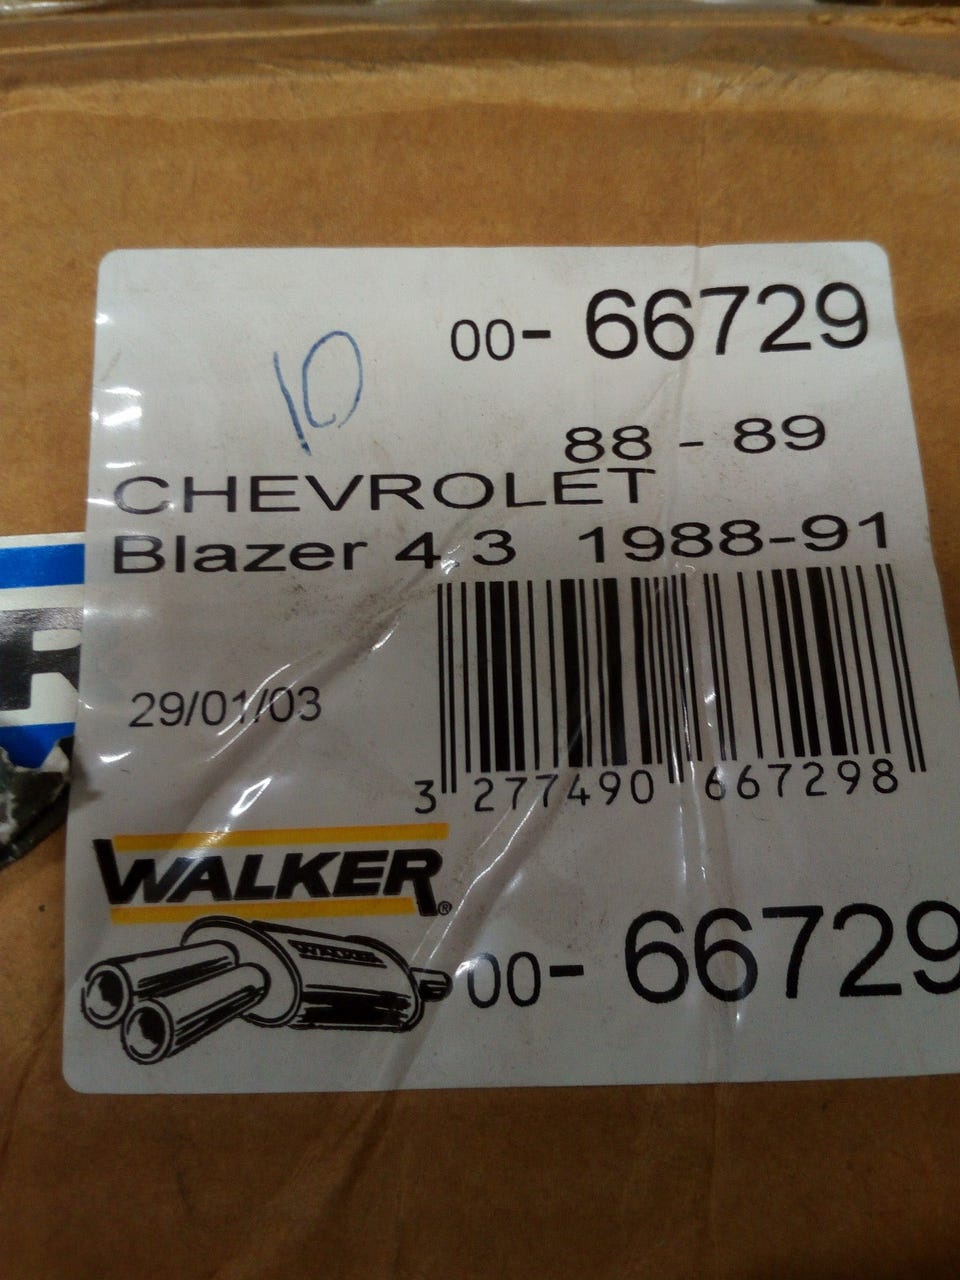 00- 66729
10
88 - 89
CHEVROLET
Blazer 4.3 1988-91
29/01/03
3 277490 667298
R
WALKER®
WALKER
00- 66729